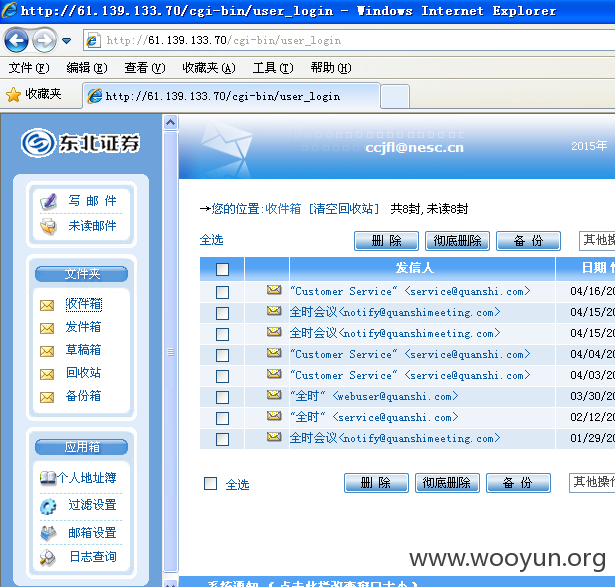 http://61.139.133.70/cgi-bin/user_login - Windows Internet Explorer
http://61.139.133.70/cgi-bin/user_login
文件(F) 编辑(E) 查看(V) 收藏夹(A) 工具(T) 帮助(H)
收藏夹 http://61.139.133.70/cgi-bin/user_login
东北证券
ccjfl@nesc.cn 2015年
写 邮 件
未读邮件
文件夹
收件箱
发件箱
草稿箱
回收站
备份箱
应用箱
个人地址簿
过滤设置
邮箱设置
日志查询
→您的位置:收件箱 [清空回收站] 共8封,未读8封
全选 删 除 彻底删除 备 份 其他操
发信人 日期
"Customer Service" <service@quanshi.com> 04/16/20
全时会议<notify@quanshimeeting.com> 04/15/20
全时会议<notify@quanshimeeting.com> 04/15/20
"Customer Service" <service@quanshi.com> 04/04/20
"Customer Service" <service@quanshi.com> 04/03/20
"全时" <webuser@quanshi.com> 03/30/20
"全时" <service@quanshi.com> 02/12/20
全时会议<notify@quanshimeeting.com> 01/29/20
全选 删 除 彻底删除 备 份 其他操作
www.wooyun.org